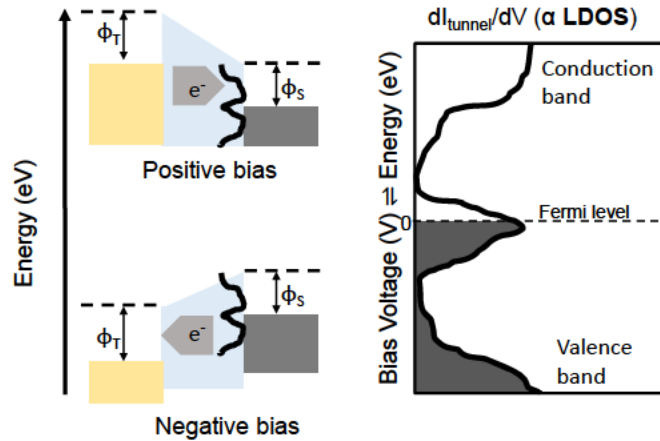 Energy (eV)
ϕT
e-
ϕS
Positive bias
ϕS
ϕT
e-
Negative bias
dItunnel/dV (α LDOS)
Bias Voltage (V) ⇌ Energy (eV)
Conduction
band
0
Fermi level
Valence
band